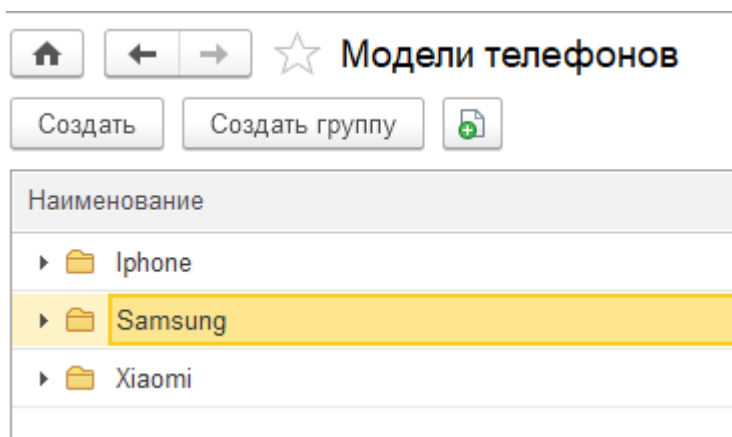 Модели телефонов
Создать Создать группу
Наименование
Iphone
Samsung
Xiaomi